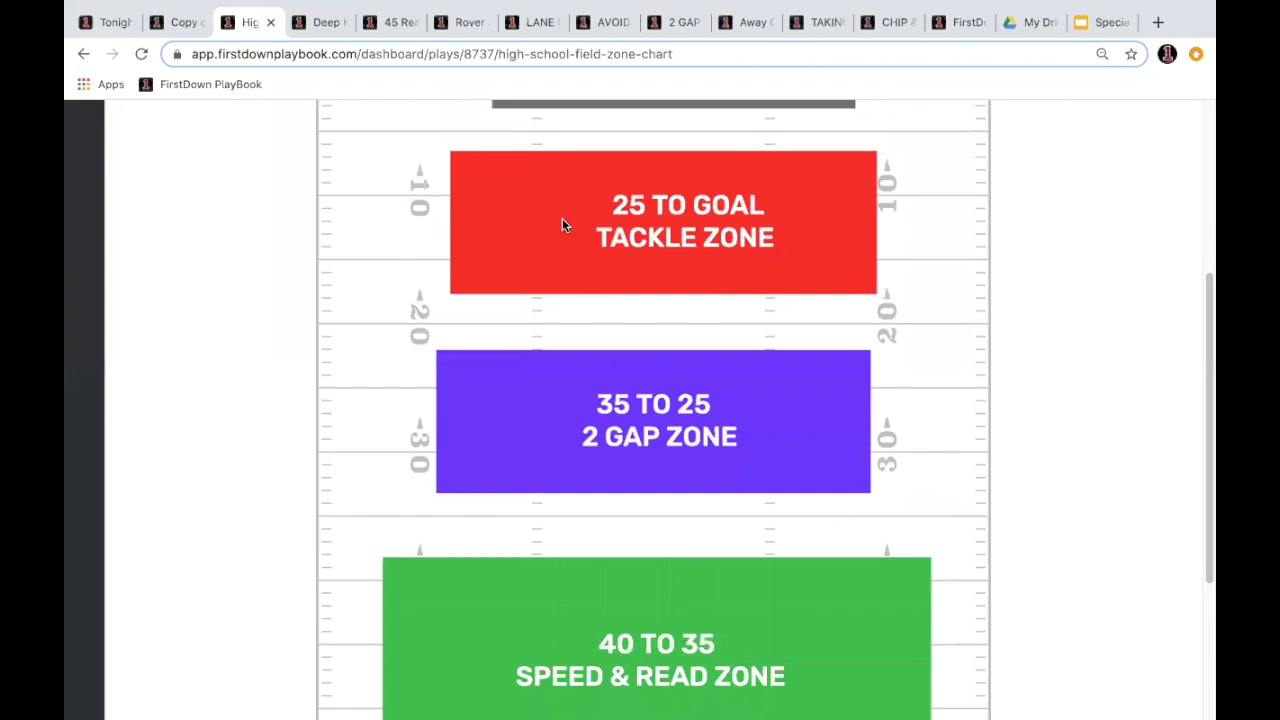 Tonigh
Copy c
Hig
Deep K
45 Rea
Rover
LANE
AVOID
2 GAP
Away C
TAKIN
CHIP &
FirstDo
My Dri
Specia
app.firstdownplaybook.com/dashboard/plays/8737/high-school-field-zone-chart
Apps
FirstDown PlayBook
10
10
25 TO GOAL
TACKLE ZONE
20
20
35 TO 25
2 GAP ZONE
30
30
40 TO 35
SPEED & READ ZONE